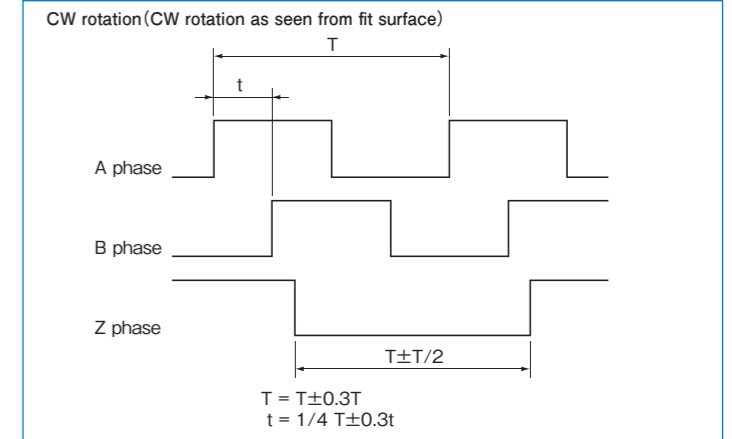 CW rotation(CW rotation as seen from fit surface)
T
t
A phase
B phase
Z phase
T±T/2
T = T±0.3T
t = 1/4 T±0.3t